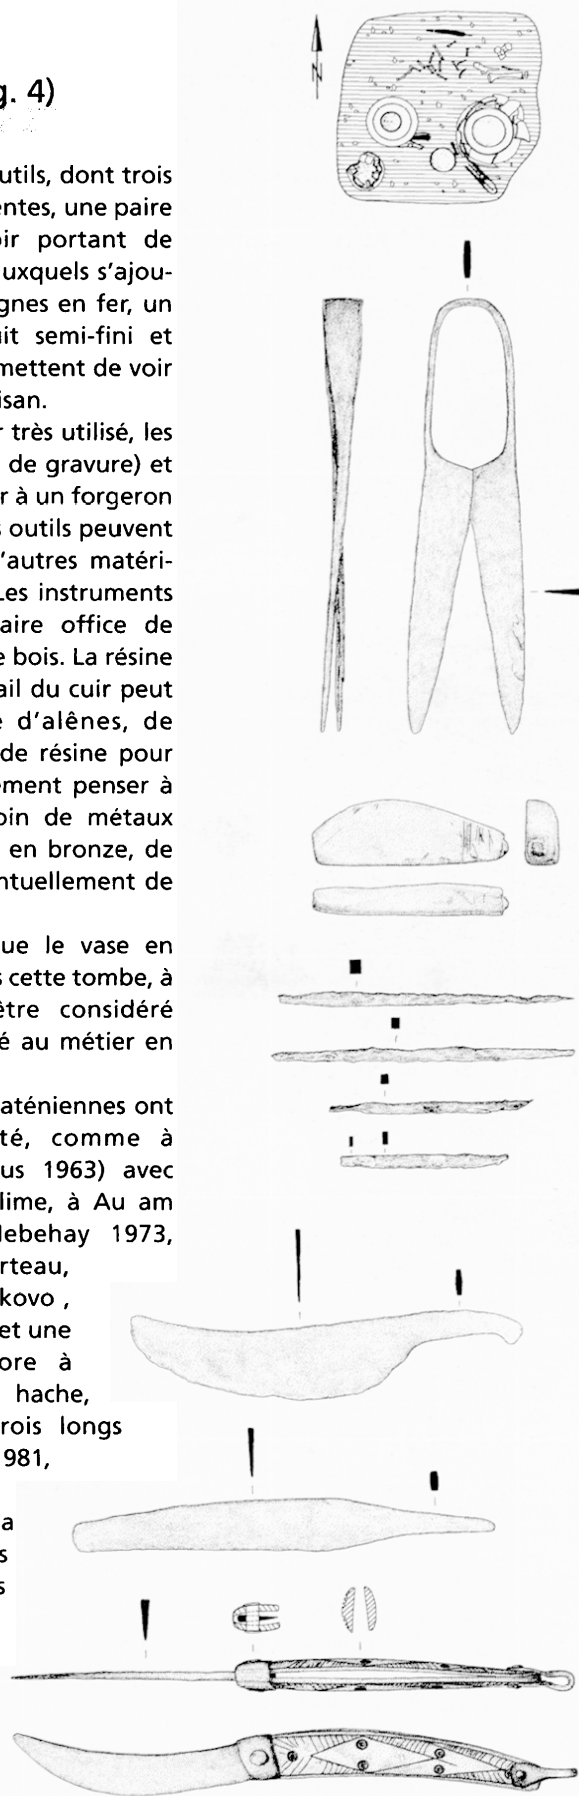 g. 4)
utils, dont trois
entes, une paire
oir portant de
uxquels s'ajou-
gnes en fer, un
uit semi-fini et
mettent de voir
isan.
r très utilisé, les
de gravure) et
r à un forgeron
s outils peuvent
'autres matéri-
Les instruments
aire office de
e bois. La résine
ail du cuir peut
e d'alênes, de
de résine pour
ement penser à
oin de métaux
en bronze, de
ntuellement de
ue le vase en
s cette tombe, à
être considéré
é au métier en
aténiennes ont
té, comme à
us 1963) avec
lime, à Au am
lebehay 1973,
rteau,
kovo ,
et une
ore à
hache,
rois longs
981,
a
s
s
N